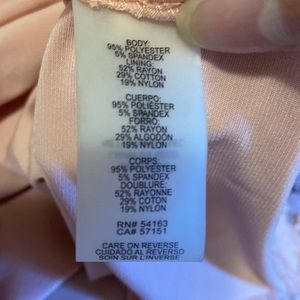 BODY:
95% POLYESTER
5% SPANDEX
LINING:
52% RAYON
29% COTTON
19% NYLON
CUERPO:
95% POLIÉSTER
5% SPANDEX
FORRO:
52% RAYON
29% ALGODÓN
19% NYLON
CORPS:
95% POLYESTER
5% SPANDEX
DOUBLURE:
52% RAYONNE
29% COTON
19% NYLON
RN# 54163
CA# 57151
CARE ON REVERSE
CUIDADO AL REVERSO
SOIN SUR L'INVERSE